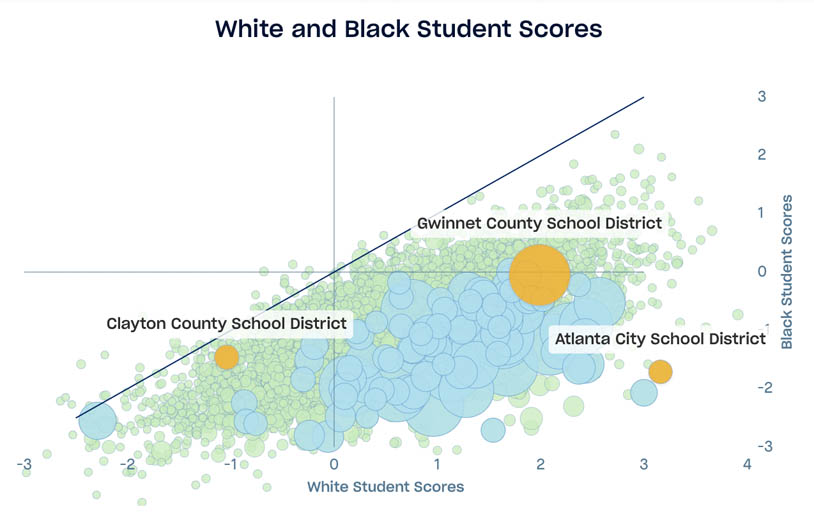 White and Black Student Scores
3
2
1
Gwinnet County School District
0
Clayton County School District
-1
Atlanta City School District
-2
-3
Black Student Scores
-3 -2 -1 0 1 2 3 4
White Student Scores